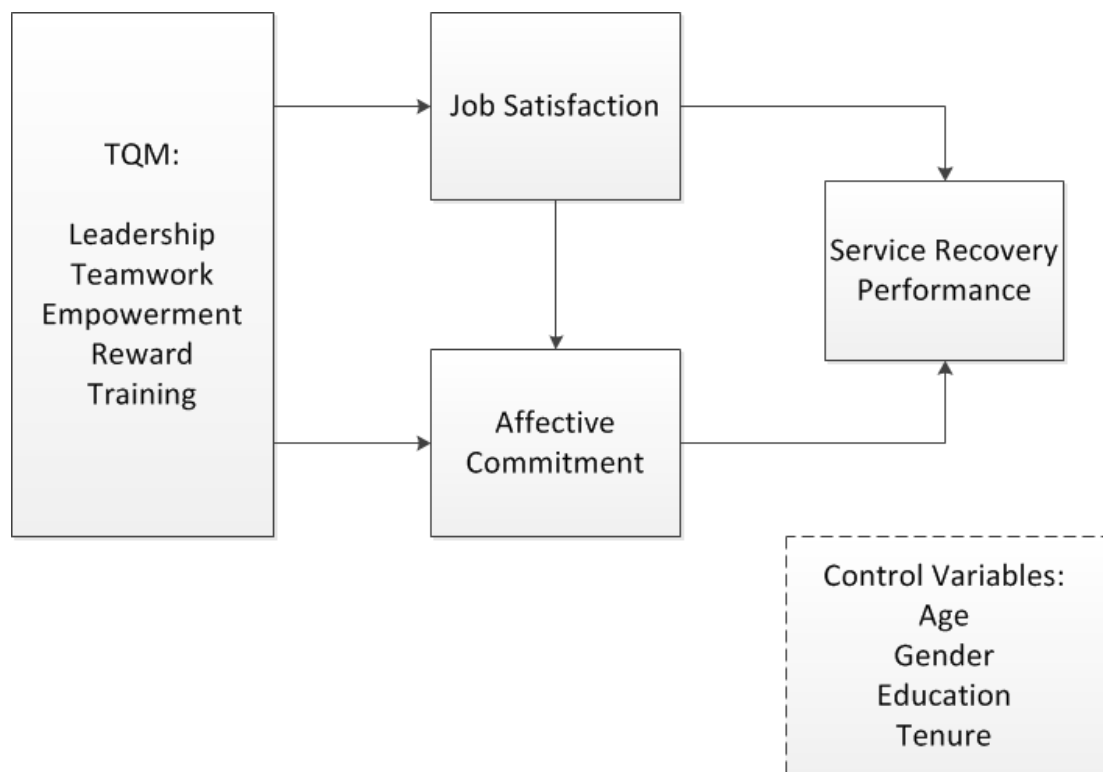 TQM:
Leadership
Teamwork
Empowerment
Reward
Training
Job Satisfaction
Affective
Commitment
Service Recovery
Performance
Control Variables:
Age
Gender
Education
Tenure